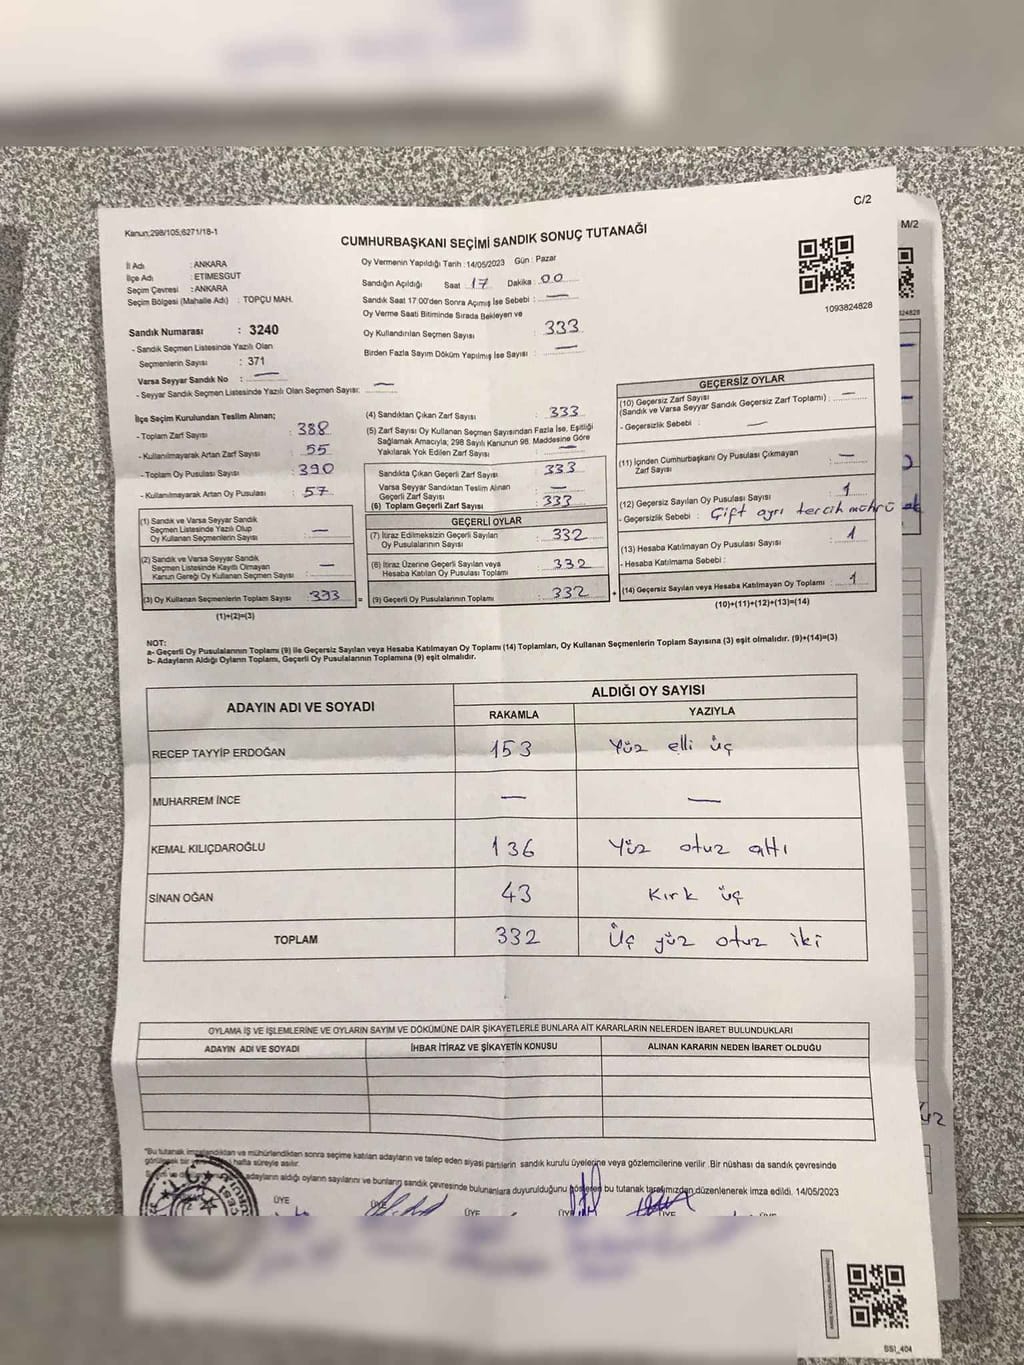 C/2
M/2
Kanun;298/105;6271/18-1
CUMHURBAŞKANI SEÇİMİ SANDIK SONUÇ TUTANAĞI
İl Adı : ANKARA
İlçe Adı : ETİMESGUT
Seçim Çevresi : ANKARA
Seçim Bölgesi (Mahalle Adı) : TOPÇU MAH.
Sandık Numarası : 3240
- Sandık Seçmen Listesinde Yazılı Olan
Seçmenlerin Sayısı : 371
Varsa Seyyar Sandık No : —
- Seyyar Sandık Seçmen Listesinde Yazılı Olan Seçmen Sayısı: —
Oy Vermenin Yapıldığı Tarih : 14/05/2023 Gün : Pazar
Sandığın Açıldığı Saat : 17 Dakika : 00
Sandık Saat 17:00'den Sonra Açımış İse Sebebi : —
Oy Verme Saati Bitiminde Sırada Bekleyen ve
Oy Kullandırılan Seçmen Sayısı : 333
Birden Fazla Sayım Döküm Yapılmış İse Sayısı : —
1093824828
İlçe Seçim Kurulundan Teslim Alınan;
- Toplam Zarf Sayısı : 388
- Kullanılmayarak Artan Zarf Sayısı : 55
- Toplam Oy Pusulası Sayısı : 390
- Kullanılmayarak Artan Oy Pusulası : 57
(1) Sandık ve Varsa Seyyar Sandık
Seçmen Listesinde Yazılı Olup
Oy Kullanan Seçmenlerin Sayısı : —
(2) Sandık ve Varsa Seyyar Sandık
Seçmen Listesinde Kayıtlı Olmayan
Kanun Gereği Oy Kullanan Seçmen Sayısı : —
(3) Oy Kullanan Seçmenlerin Toplam Sayısı : 333 =
(1)+(2)=(3)
(4) Sandıktan Çıkan Zarf Sayısı : 333
(5) Zarf Sayısı Oy Kullanan Seçmen Sayısından Fazla İse, Eşitliği
Sağlamak Amacıyla; 298 Sayılı Kanunun 98. Maddesine Göre
Yakılarak Yok Edilen Zarf Sayısı : —
Sandıkta Çıkan Geçerli Zarf Sayısı : 333
Varsa Seyyar Sandıktan Teslim Alınan
Geçerli Zarf Sayısı : —
(6) Toplam Geçerli Zarf Sayısı : 333
GEÇERLİ OYLAR
(7) İtiraz Edilmeksizin Geçerli Sayılan
Oy Pusulalarının Sayısı : 332
(8) İtiraz Üzerine Geçerli Sayılan veya
Hesaba Katılan Oy Pusulası Toplamı : 332
(9) Geçerli Oy Pusulalarının Toplamı : 332 +
GEÇERSİZ OYLAR
(10) Geçersiz Zarf Sayısı
(Sandık ve Varsa Seyyar Sandık Geçersiz Zarf Toplamı) : —
- Geçersizlik Sebebi : —
(11) İçinden Cumhurbaşkanı Oy Pusulası Çıkmayan
Zarf Sayısı : —
(12) Geçersiz Sayılan Oy Pusulası Sayısı : 1
- Geçersizlik Sebebi : Çift ayrı tercih mührü
(13) Hesaba Katılmayan Oy Pusulası Sayısı : 1
- Hesaba Katılmama Sebebi :
(14) Geçersiz Sayılan veya Hesaba Katılmayan Oy Toplamı : 1
(10)+(11)+(12)+(13)=(14)
NOT:
a- Geçerli Oy Pusulalarının Toplamı (9) ile Geçersiz Sayılan veya Hesaba Katılmayan Oy Toplamı (14) Toplamları, Oy Kullanan Seçmenlerin Toplam Sayısına (3) eşit olmalıdır. (9)+(14)=(3)
b- Adayların Aldığı Oyların Toplamı, Geçerli Oy Pusulalarının Toplamına (9) eşit olmalıdır.
ADAYIN ADI VE SOYADI ALDIĞI OY SAYISI
RAKAMLA YAZIYLA
RECEP TAYYİP ERDOĞAN 153 Yüz elli üç
MUHARREM İNCE — —
KEMAL KILIÇDAROĞLU 136 Yüz otuz altı
SİNAN OĞAN 43 Kırk üç
TOPLAM 332 Üç yüz otuz iki
OYLAMA İŞ VE İŞLEMLERİNE VE OYLARIN SAYIM VE DÖKÜMÜNE DAİR ŞİKAYETLERLE BUNLARA AİT KARARLARIN NELERDEN İBARET BULUNDUKLARI
ADAYIN ADI VE SOYADI İHBAR İTİRAZ VE ŞİKAYETİN KONUSU ALINAN KARARIN NEDEN İBARET OLDUĞU
"Bu tutanak imzalandıktan ve mühürlendikten sonra seçime katılan adayların ve talep eden siyasi partilerin sandık kurulu üyelerine veya gözlemcilerine verilir .Bir nüshası da sandık çevresinde
hafta süreyle asılır.
adayların aldığı oyların sayılarını ve bunların sandık çevresinde bulunanlara duyurulduğunu gösteren bu tutanak tarafımızdan düzenlenerek imza edildi. 14/05/2023
ÜYE ÜYE ÜYE ÜYE ÜYE
SSI_404